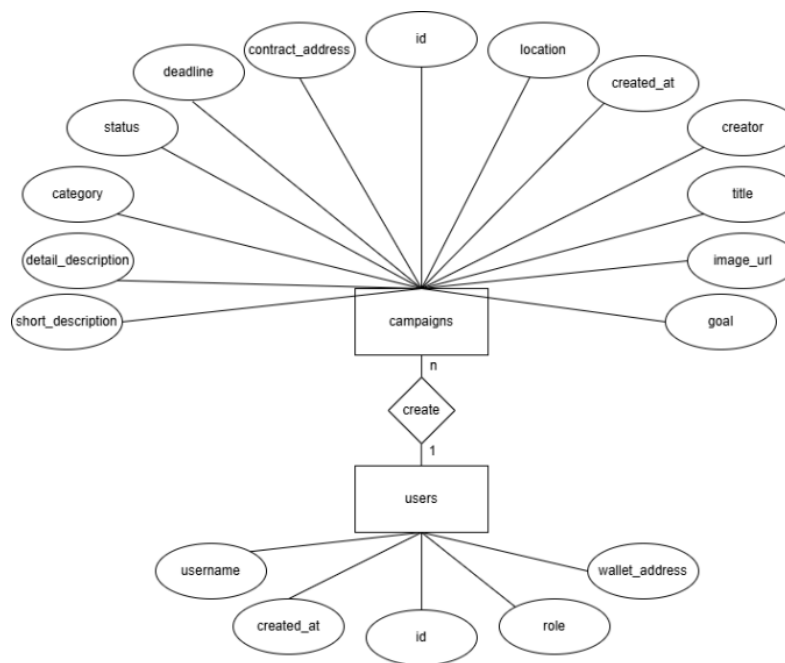 id
contract_address
location
deadline
created_at
status
creator
category
title
detail_description
image_url
short_description
campaigns
goal
n
create
1
users
username
wallet_address
created_at
id
role